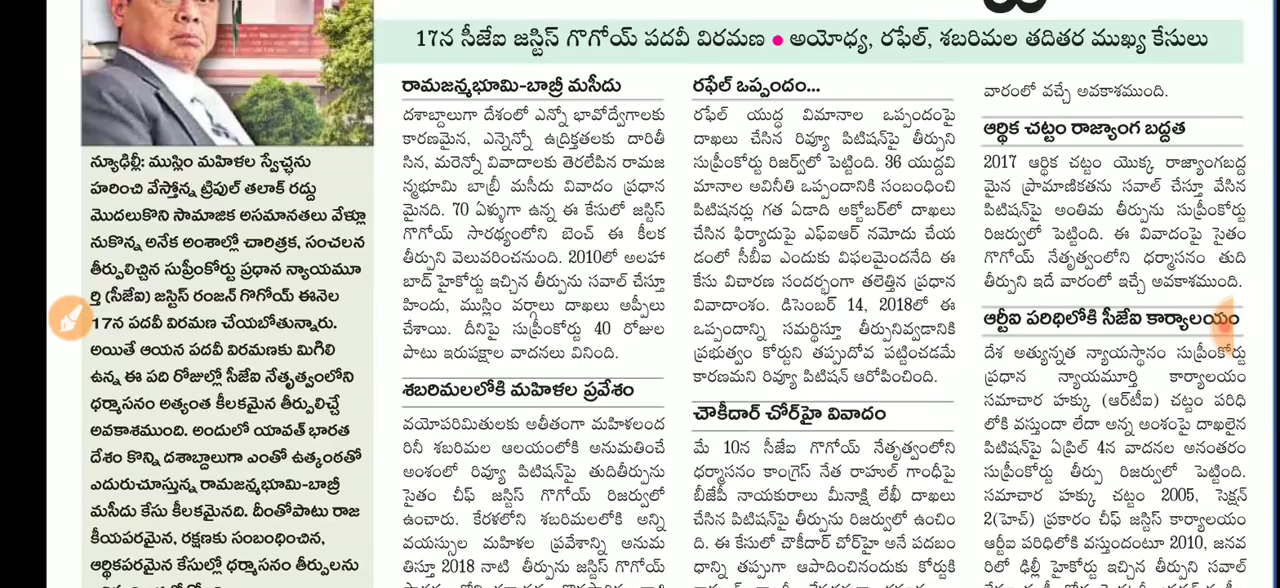 17న సీజేఐ జస్టిస్ గొగోయ్ పదవీ విరమణ ● అయోధ్య, రఫేల్, శబరిమల తదితర ముఖ్య కేసులు
న్యూఢిల్లీ: ముస్లిం మహిళల స్వేచ్ఛను
హరించి వేస్తోన్న ట్రిపుల్ తలాక్ రద్దు
మొదలుకొని సామాజిక అసమానతలు వేళ్లూ
నుకొన్న అనేక అంశాల్లో చారిత్రక, సంచలన
తీర్పులిచ్చిన సుప్రీంకోర్టు ప్రధాన న్యాయమూ
ర్తి (సీజేఐ) జస్టిస్ రంజన్ గొగోయ్ ఈనెల
17న పదవీ విరమణ చేయబోతున్నారు.
అయితే ఆయన పదవీ విరమణకు మిగిలి
ఉన్న ఈ పది రోజుల్లో సీజేఐ నేతృత్వంలోని
ధర్మాసనం అత్యంత కీలకమైన తీర్పులిచ్చే
అవకాశముంది. అందులో యావత్ భారత
దేశం కొన్ని దశాబ్దాలుగా ఎంతో ఉత్కంఠతో
ఎదురుచూస్తున్న రామజన్మభూమి-బాబ్రీ
మసీదు కేసు కీలకమైనది. దీంతోపాటు రాజ
కీయపరమైన, రక్షణకు సంబంధించిన,
ఆర్థికపరమైన కేసుల్లో ధర్మాసనం తీర్పులను
రామజన్మభూమి-బాబ్రీ మసీదు
దశాబ్దాలుగా దేశంలో ఎన్నో భావోద్వేగాలకు
కారణమైన, ఎన్నెన్నో ఉద్రిక్తతలకు దారితీ
సిన, మరెన్నో వివాదాలకు తెరలేపిన రామజ
న్మభూమి బాబ్రీ మసీదు వివాదం ప్రధాన
మైనది. 70 ఏళ్ళుగా ఉన్న ఈ కేసులో జస్టిస్
గొగోయ్ సారథ్యంలోని బెంచ్ ఈ కీలక
తీర్పుని వెలువరించనుంది. 2010లో అలహా
బాద్ హైకోర్టు ఇచ్చిన తీర్పును సవాల్ చేస్తూ
హిందు, ముస్లిం వర్గాలు దాఖలు అప్పీలు
చేశాయి. దీనిపై సుప్రీంకోర్టు 40 రోజుల
పాటు ఇరుపక్షాల వాదనలు వినింది.
శబరిమలలోకి మహిళల ప్రవేశం
వయోపరిమితులకు అతీతంగా మహిళలంద
రినీ శబరిమల ఆలయంలోకి అనుమతించే
అంశంలో రివ్యూ పిటిషన్‌పై తుదితీర్పును
సైతం చీఫ్ జస్టిస్ గొగోయ్ రిజర్వులో
ఉంచారు. కేరళలోని శబరిమలలోకి అన్ని
వయస్సుల మహిళల ప్రవేశాన్ని అనుమ
తిస్తూ 2018 నాటి తీర్పును జస్టిస్ గొగోయ్
రఫేల్ ఒప్పందం...
రఫేల్ యుద్ధ విమానాల ఒప్పందంపై
దాఖలు చేసిన రివ్యూ పిటిషన్‌పై తీర్పుని
సుప్రీంకోర్టు రిజర్వ్‌లో పెట్టింది. 36 యుద్దవి
మానాల అవినీతి ఒప్పందానికి సంబంధించి
పిటిషనర్లు గత ఏడాది అక్టోబర్‌లో దాఖలు
చేసిన ఫిర్యాదుపై ఎఫ్ఐఆర్ నమోదు చేయ
డంలో సీబీఐ ఎందుకు విఫలమైందనేది ఈ
కేసు విచారణ సందర్భంగా తలెత్తిన ప్రధాన
వివాదాంశం. డిసెంబర్ 14, 2018లో ఈ
ఒప్పందాన్ని సమర్థిస్తూ తీర్పునివ్వడానికి
ప్రభుత్వం కోర్టుని తప్పుదోవ పట్టించడమే
కారణమని రివ్యూ పిటిషన్ ఆరోపించింది.
చౌకీదార్ చోర్‌హై వివాదం
మే 10న సీజేఐ గొగోయ్ నేతృత్వంలోని
ధర్మాసనం కాంగ్రెస్ నేత రాహుల్ గాంధీపై
బీజేపీ నాయకురాలు మీనాక్షి లేఖీ దాఖలు
చేసిన పిటిషన్‌పై తీర్పును రిజర్వులో ఉంచిం
ది. ఈ కేసులో చౌకీదార్ చోర్‌హై అనే పదబం
ధాన్ని తప్పుగా ఆపాదించినందుకు కోర్టుకి
వారంలో వచ్చే అవకాశముంది.
ఆర్థిక చట్టం రాజ్యాంగ బద్దత
2017 ఆర్థిక చట్టం యొక్క రాజ్యాంగబద్ద
మైన ప్రామాణికతను సవాల్ చేస్తూ వేసిన
పిటిషన్‌పై అంతిమ తీర్పును సుప్రీంకోర్టు
రిజర్వులో పెట్టింది. ఈ వివాదంపై సైతం
గొగోయ్ నేతృత్వంలోని ధర్మాసనం తుది
తీర్పుని ఇదే వారంలో ఇచ్చే అవకాశముంది.
ఆర్టీఐ పరిధిలోకి సీజేఐ కార్యాలయం
దేశ అత్యున్నత న్యాయస్థానం సుప్రీంకోర్టు
ప్రధాన న్యాయమూర్తి కార్యాలయం
సమాచార హక్కు (ఆర్‌టీఐ) చట్టం పరిధి
లోకి వస్తుందా లేదా అన్న అంశంపై దాఖలైన
పిటిషన్‌పై ఏప్రిల్ 4న వాదనల అనంతరం
సుప్రీంకోర్టు తీర్పు రిజర్వులో పెట్టింది.
సమాచార హక్కు చట్టం 2005, సెక్షన్
2(హెచ్) ప్రకారం చీఫ్ జస్టిస్ కార్యాలయం
ఆర్టీఐ పరిధిలోకి వస్తుందంటూ 2010, జనవ
రిలో ఢిల్లీ హైకోర్టు ఇచ్చిన తీర్పుని సవాల్